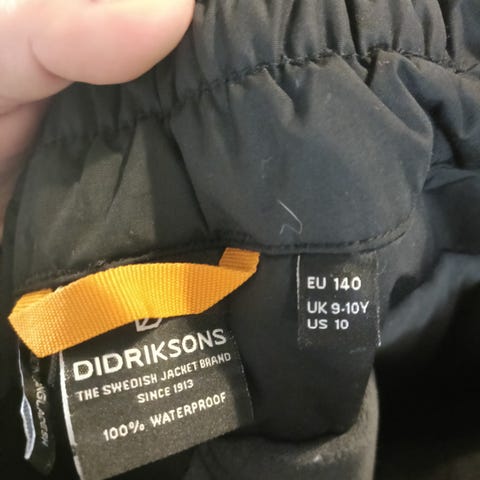 DIDRIKSONS
THE SWEDISH JACKET BRAND
SINCE 1913
100% WATERPROOF
EU 140
UK 9-10Y
US 10